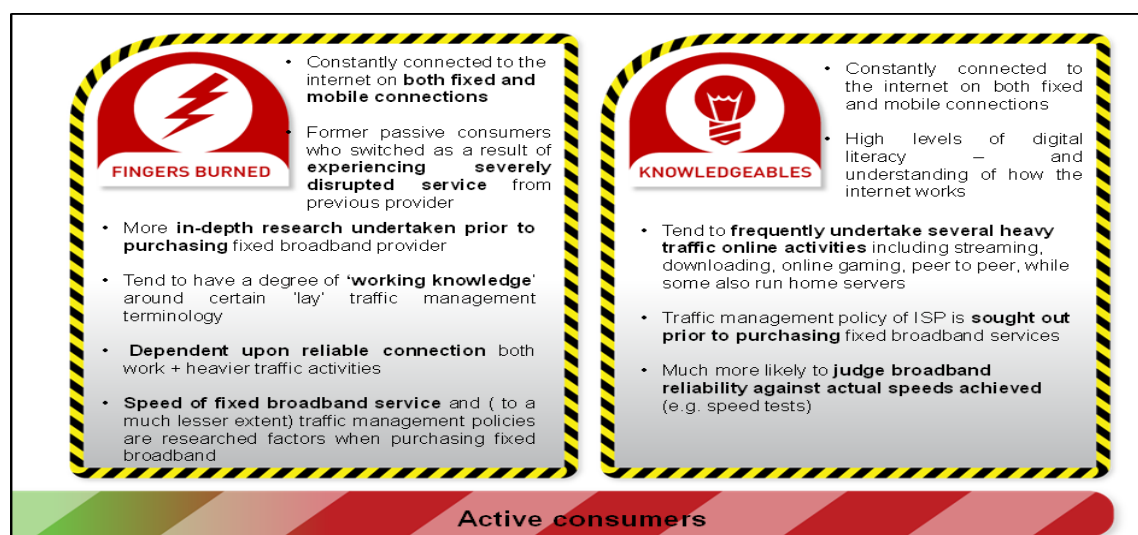 • Constantly connected to the
internet on both fixed and
mobile connections
• Former passive consumers
who switched as a result of
experiencing severely
disrupted service from
previous provider
FINGERS BURNED
• More in-depth research undertaken prior to
purchasing fixed broadband provider
• Tend to have a degree of ‘working knowledge’
around certain ‘lay’ traffic management
terminology
• Dependent upon reliable connection both
work + heavier traffic activities
• Speed of fixed broadband service and ( to a
much lesser extent) traffic management policies
are researched factors when purchasing fixed
broadband
• Constantly connected to
the internet on both fixed
and mobile connections
• High levels of digital
literacy – and
understanding of how the
internet works
KNOWLEDGEABLES
• Tend to frequently undertake several heavy
traffic online activities including streaming,
downloading, online gaming, peer to peer, while
some also run home servers
• Traffic management policy of ISP is sought out
prior to purchasing fixed broadband services
• Much more likely to judge broadband
reliability against actual speeds achieved
(e.g. speed tests)
Active consumers